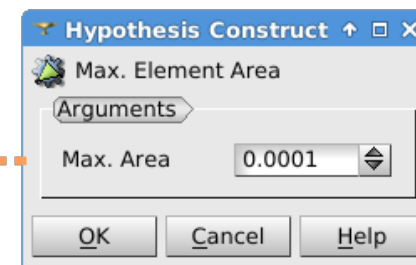 Hypothesis Construct
Max. Element Area
Arguments
Max. Area 0.0001
OK Cancel Help